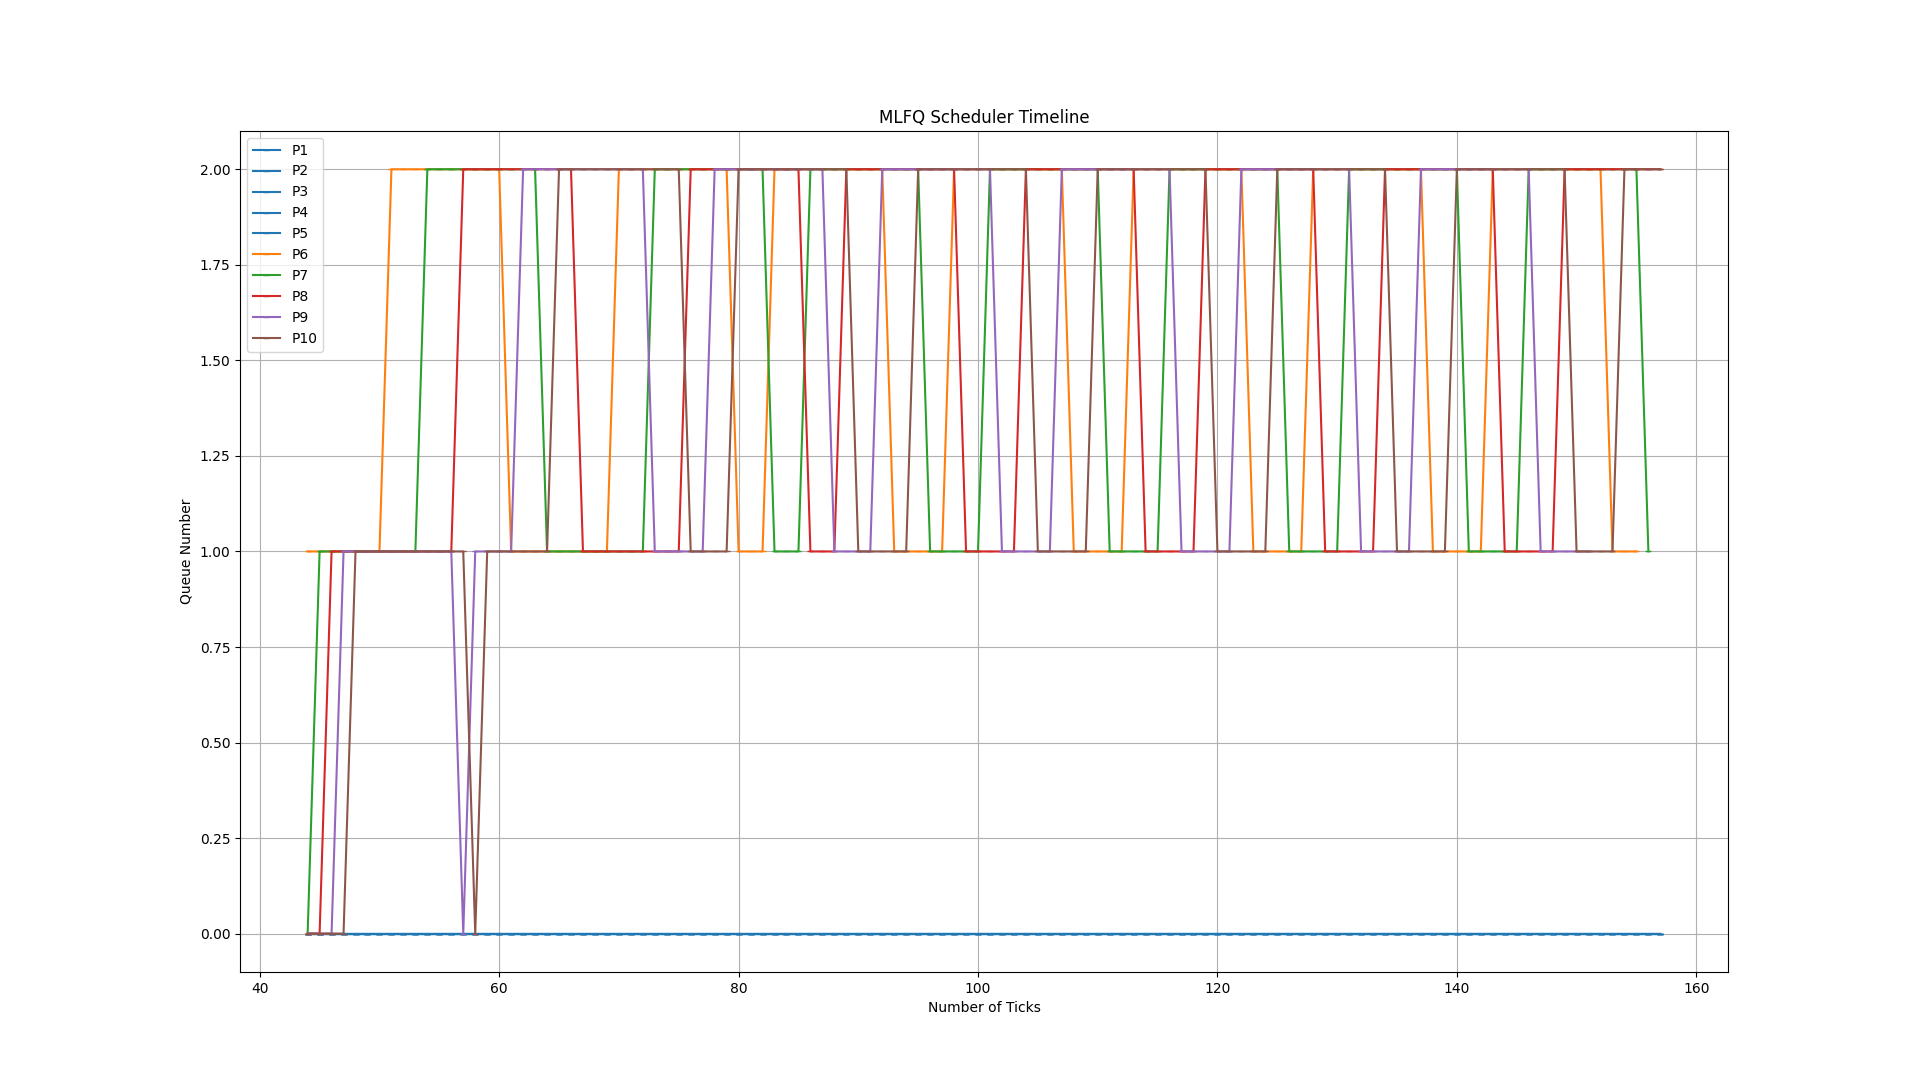 MLFQ Scheduler Timeline
P1
P2
P3
P4
P5
P6
P7
P8
P9
P10
2.00
1.75
1.50
1.25
1.00
0.75
0.50
0.25
0.00
Queue Number
40 60 80 100 120 140 160
Number of Ticks